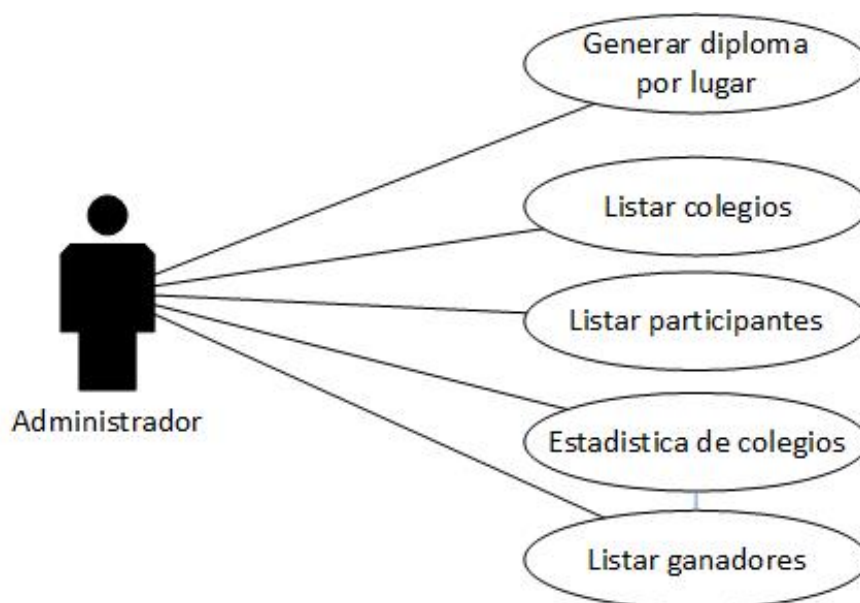 Generar diploma
por lugar
Listar colegios
Listar participantes
Administrador
Estadistica de colegios
Listar ganadores